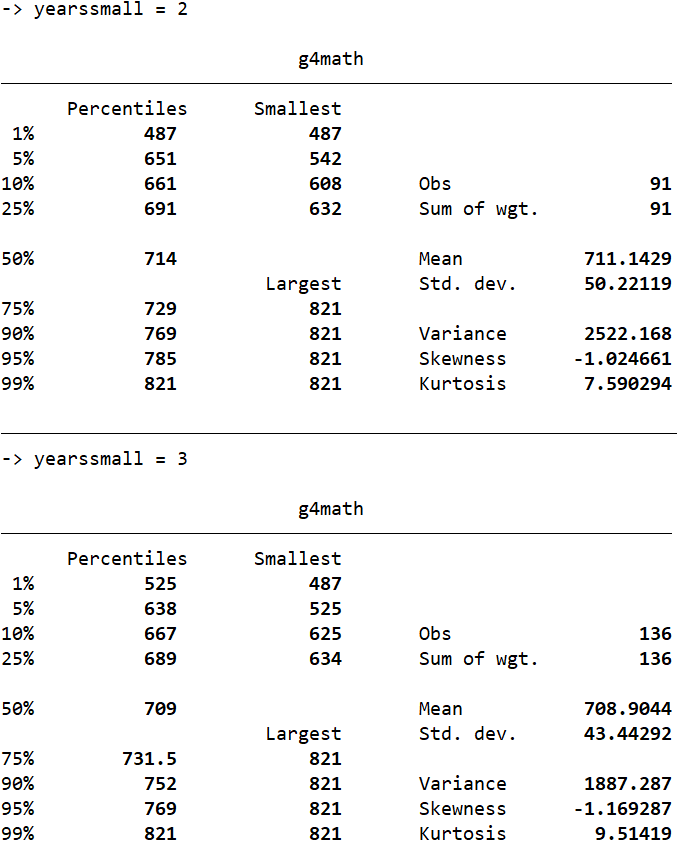 -> yearssmall = 2
g4math
Percentiles Smallest
1% 487 487
5% 651 542
10% 661 608 Obs 91
25% 691 632 Sum of wgt. 91
50% 714 Mean 711.1429
Largest Std. dev. 50.22119
75% 729 821
90% 769 821 Variance 2522.168
95% 785 821 Skewness -1.024661
99% 821 821 Kurtosis 7.590294
-> yearssmall = 3
g4math
Percentiles Smallest
1% 525 487
5% 638 525
10% 667 625 Obs 136
25% 689 634 Sum of wgt. 136
50% 709 Mean 708.9044
Largest Std. dev. 43.44292
75% 731.5 821
90% 752 821 Variance 1887.287
95% 769 821 Skewness -1.169287
99% 821 821 Kurtosis 9.51419